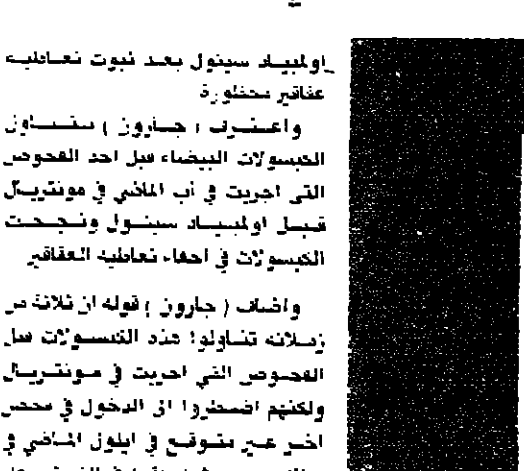 اولمبياد سيئول بعد ثبوت تعاطيه
عقاقير محظورة
واعترف ( جارون ) بتناول
الكبسولات البيضاء قبل احد الفحوص
التي اجريت في آب الماضي في مونتريال
قبيل اولمبياد سيئول ونجحت
الكبسولات في اخفاء تعاطيه العقاقير
واضاف ( جارون ) قوله ان ثلاثة من
زملائه تناولوا هذه الكبسولات قبل
الفحوص التي اجريت في مونتريال
ولكنهم اضطروا الى الدخول في فحص
اخر غير متوقع في ايلول الماضي في